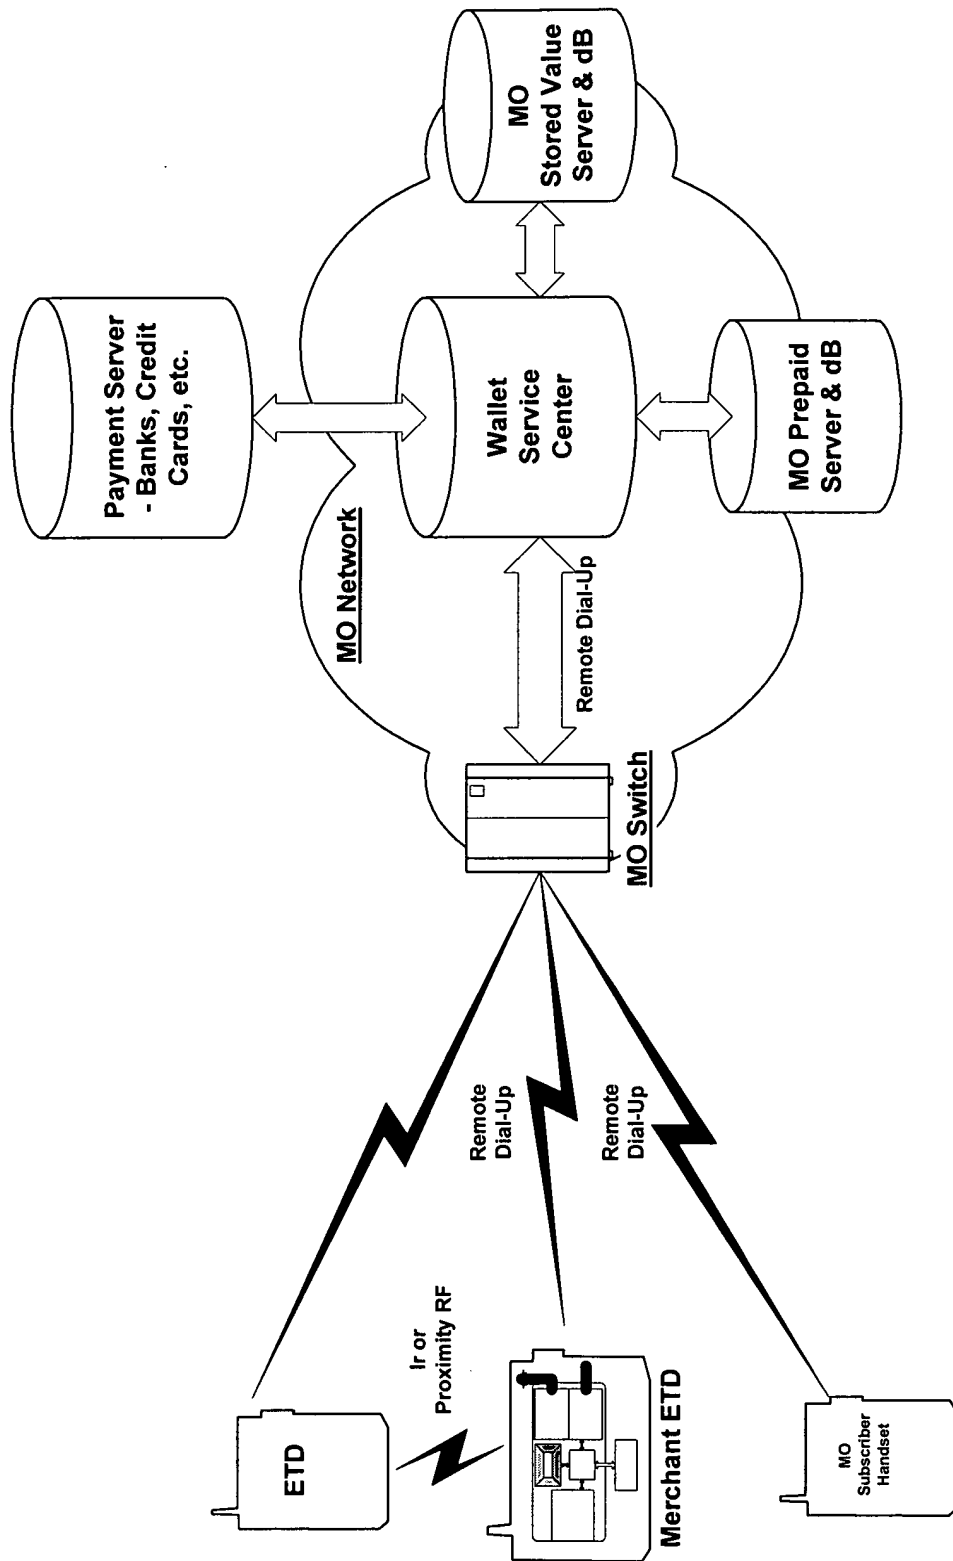 Payment Server
- Banks, Credit
Cards, etc.
MO Network
MO
Stored Value
Server & dB
Wallet
Service
Center
MO Prepaid
Server & dB
Remote Dial-Up
MO Switch
Remote
Dial-Up
Remote
Dial-Up
Ir or
Proximity RF
ETD
Merchant ETD
MO
Subscriber
Handset